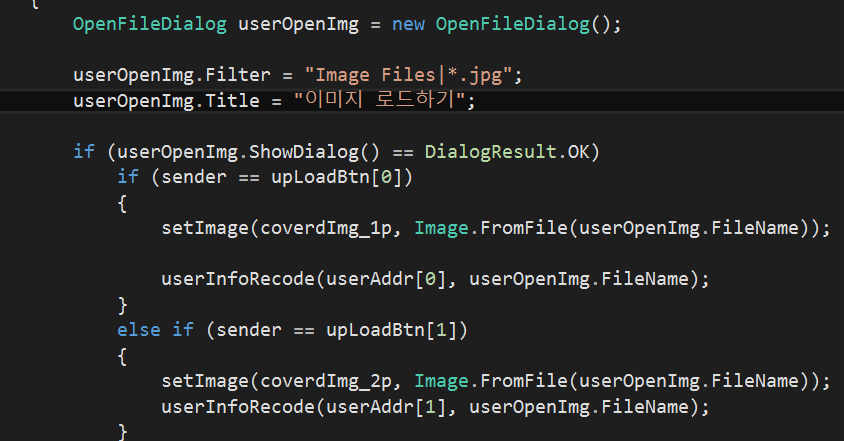 {
OpenFileDialog userOpenImg = new OpenFileDialog();
userOpenImg.Filter = "Image Files|*.jpg";
userOpenImg.Title = "이미지 로드하기";
if (userOpenImg.ShowDialog() == DialogResult.OK)
if (sender == upLoadBtn[0])
{
setImage(coverdImg_1p, Image.FromFile(userOpenImg.FileName));
userInfoRecode(userAddr[0], userOpenImg.FileName);
}
else if (sender == upLoadBtn[1])
{
setImage(coverdImg_2p, Image.FromFile(userOpenImg.FileName));
userInfoRecode(userAddr[1], userOpenImg.FileName);
}